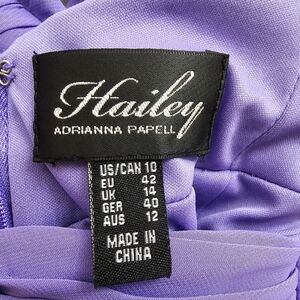 Hailey
ADRIANNA PAPELL
US/CAN 10
EU 42
UK 14
GER 40
AUS 12
MADE IN
CHINA